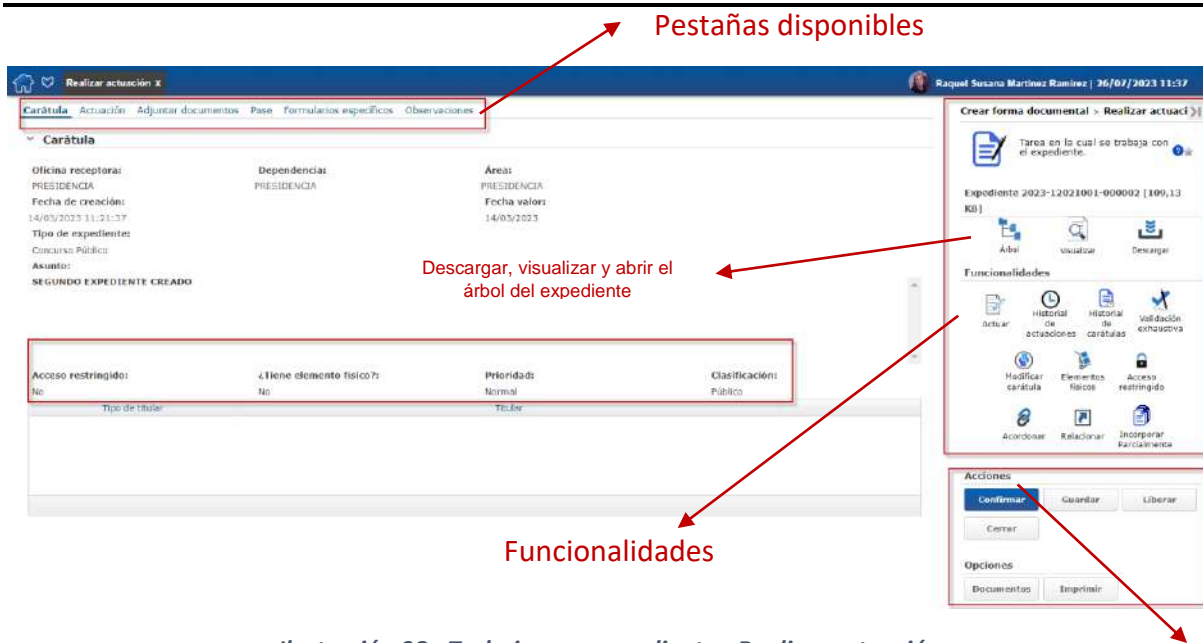 Pestañas disponibles
Realizar actuación x
Raquel Susana Martinez Ramirez | 26/07/2023 11:37
Carátula Actuación Adjuntar documentos Pase Formularios específicos Observaciones
Carátula
Oficina receptora: Dependencia: Área:
PRESIDENCIA PRESIDENCIA PRESIDENCIA
Fecha de creación: Fecha valor:
14/03/2023 11:21:37 14/03/2023
Tipo de expediente:
Concurso Público
Asunto:
SEGUNDO EXPEDIENTE CREADO
Descargar, visualizar y abrir el
árbol del expediente
Acceso restringido: ¿Tiene elemento físico?: Prioridad: Clasificación:
No No Normal Público
Tipo de titular Titular
Crear forma documental > Realizar actuaci
Tarea en la cual se trabaja con
el expediente.
Expediente 2023-12021001-000002 [109,13
KB]
Árbol Visualizar Descargar
Funcionalidades
Actuar Historial de actuaciones Historial de carátulas Validación exhaustiva
Modificar carátula Elementos físicos Acceso restringido
Acordonar Relacionar Incorporar Parcialmente
Acciones
Confirmar Guardar Liberar
Cerrar
Opciones
Documentos Imprimir
Funcionalidades